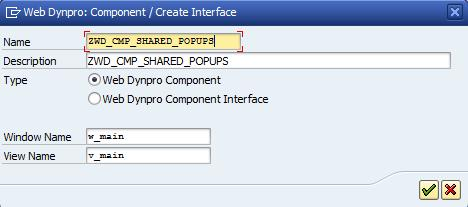 Web Dynpro: Component / Create Interface
Name ZWD_CMP_SHARED_POPUPS
Description ZWD_CMP_SHARED_POPUPS
Type Web Dynpro Component
Web Dynpro Component Interface
Window Name w_main
View Name v_main